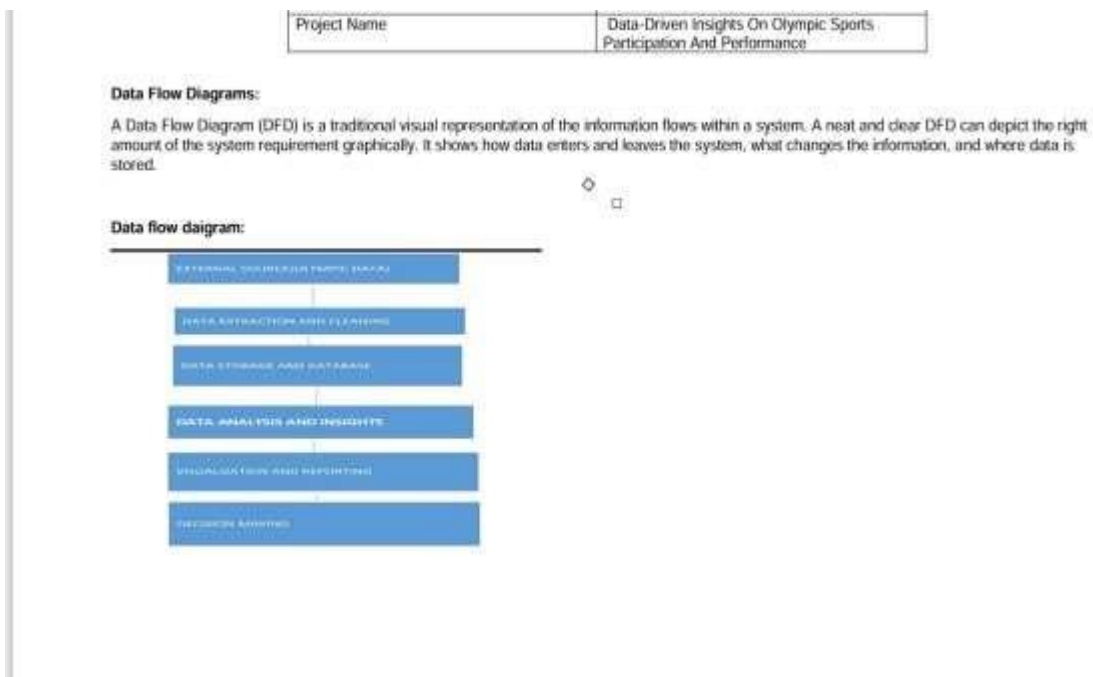 Project Name
Data-Driven Insights On Olympic Sports
Participation And Performance
Data Flow Diagrams:
A Data Flow Diagram (DFD) is a traditional visual representation of the information flows within a system. A neat and clear DFD can depict the right
amount of the system requirement graphically. It shows how data enters and leaves the system, what changes the information, and where data is
stored.
Data flow daigram:
EXTERNAL
DATA EXTRACTION AND CLEANING
DATA STORAGE AND DATABASE
DATA ANALYSIS AND INSIGHTS
AND REPORTING
DECISION MAKING